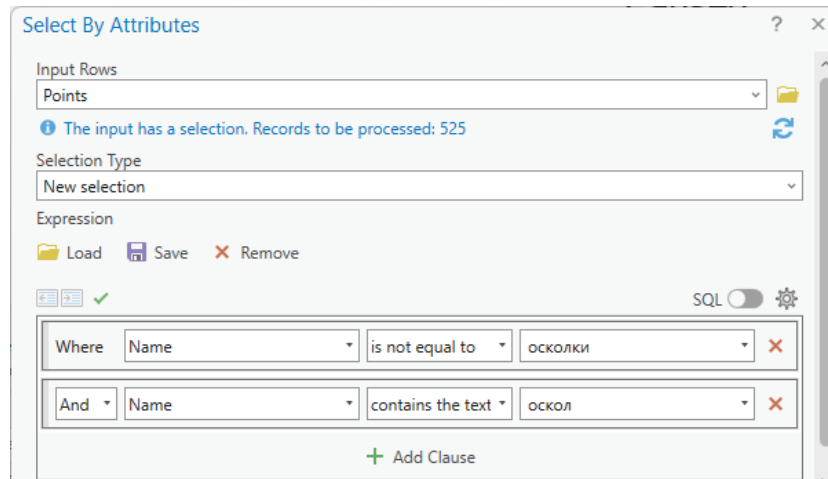 Select By Attributes ? ×
Input Rows
Points
The input has a selection. Records to be processed: 525
Selection Type
New selection
Expression
Load Save Remove
SQL
Where Name is not equal to осколки
And Name contains the text оскол
+ Add Clause